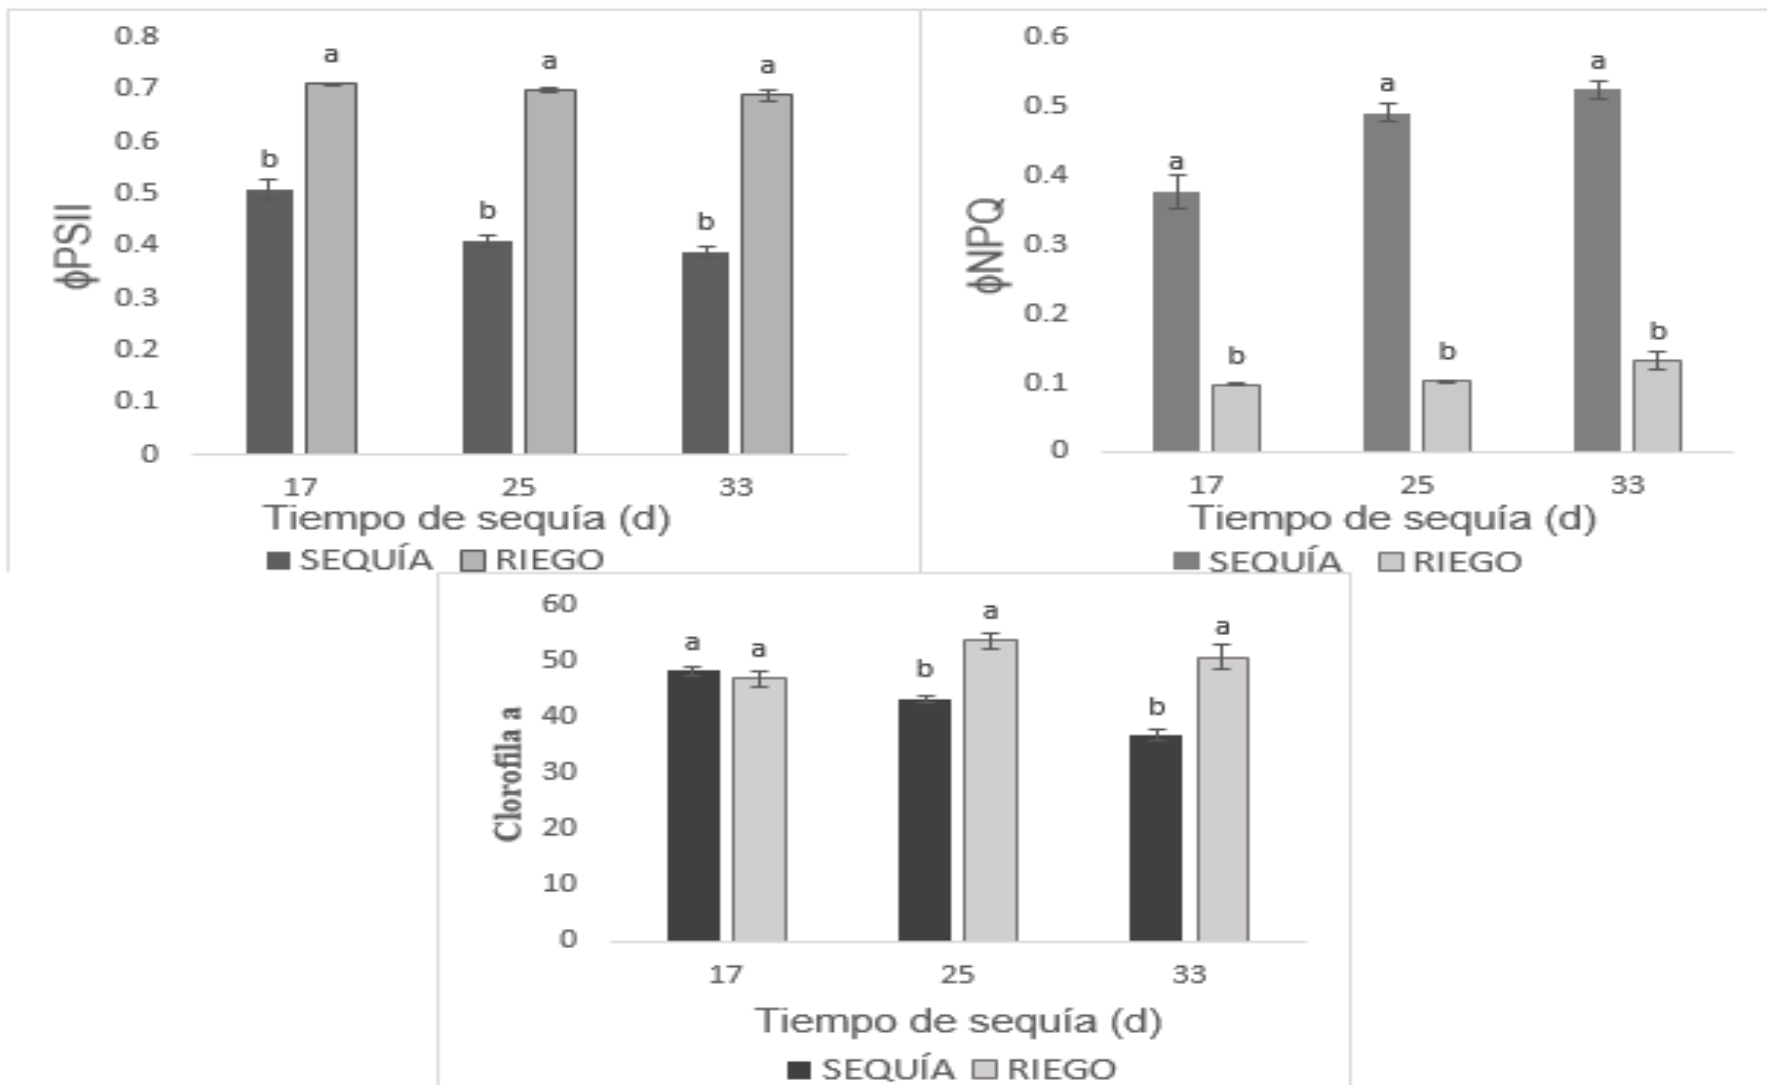 0.8
0.7
0.6
0.5
0.4
0.3
0.2
0.1
0
ϕPSII
b a b a b a
17 25 33
Tiempo de sequía (d)
SEQUÍA RIEGO
0.6
0.5
0.4
0.3
0.2
0.1
0
ϕNPQ
a b a b a b
17 25 33
Tiempo de sequía (d)
SEQUÍA RIEGO
60
50
40
30
20
10
0
Clorofila a
a a b a b a
17 25 33
Tiempo de sequía (d)
SEQUÍA RIEGO